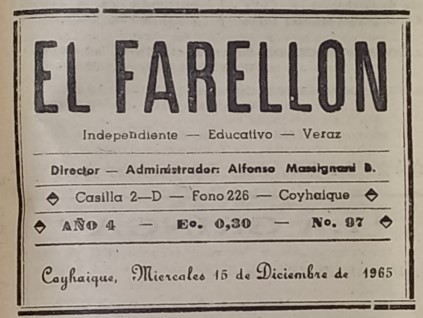 EL FARELLON
Independiente — Educativo — Veraz
Director — Administrador: Alfonso Massignani B.
Casilla 2—D — Fono 226 — Coyhaique
AÑO 4 — Eo. 0,30 — No. 97
Coyhaique, Miercoles 15 de Diciembre de 1965